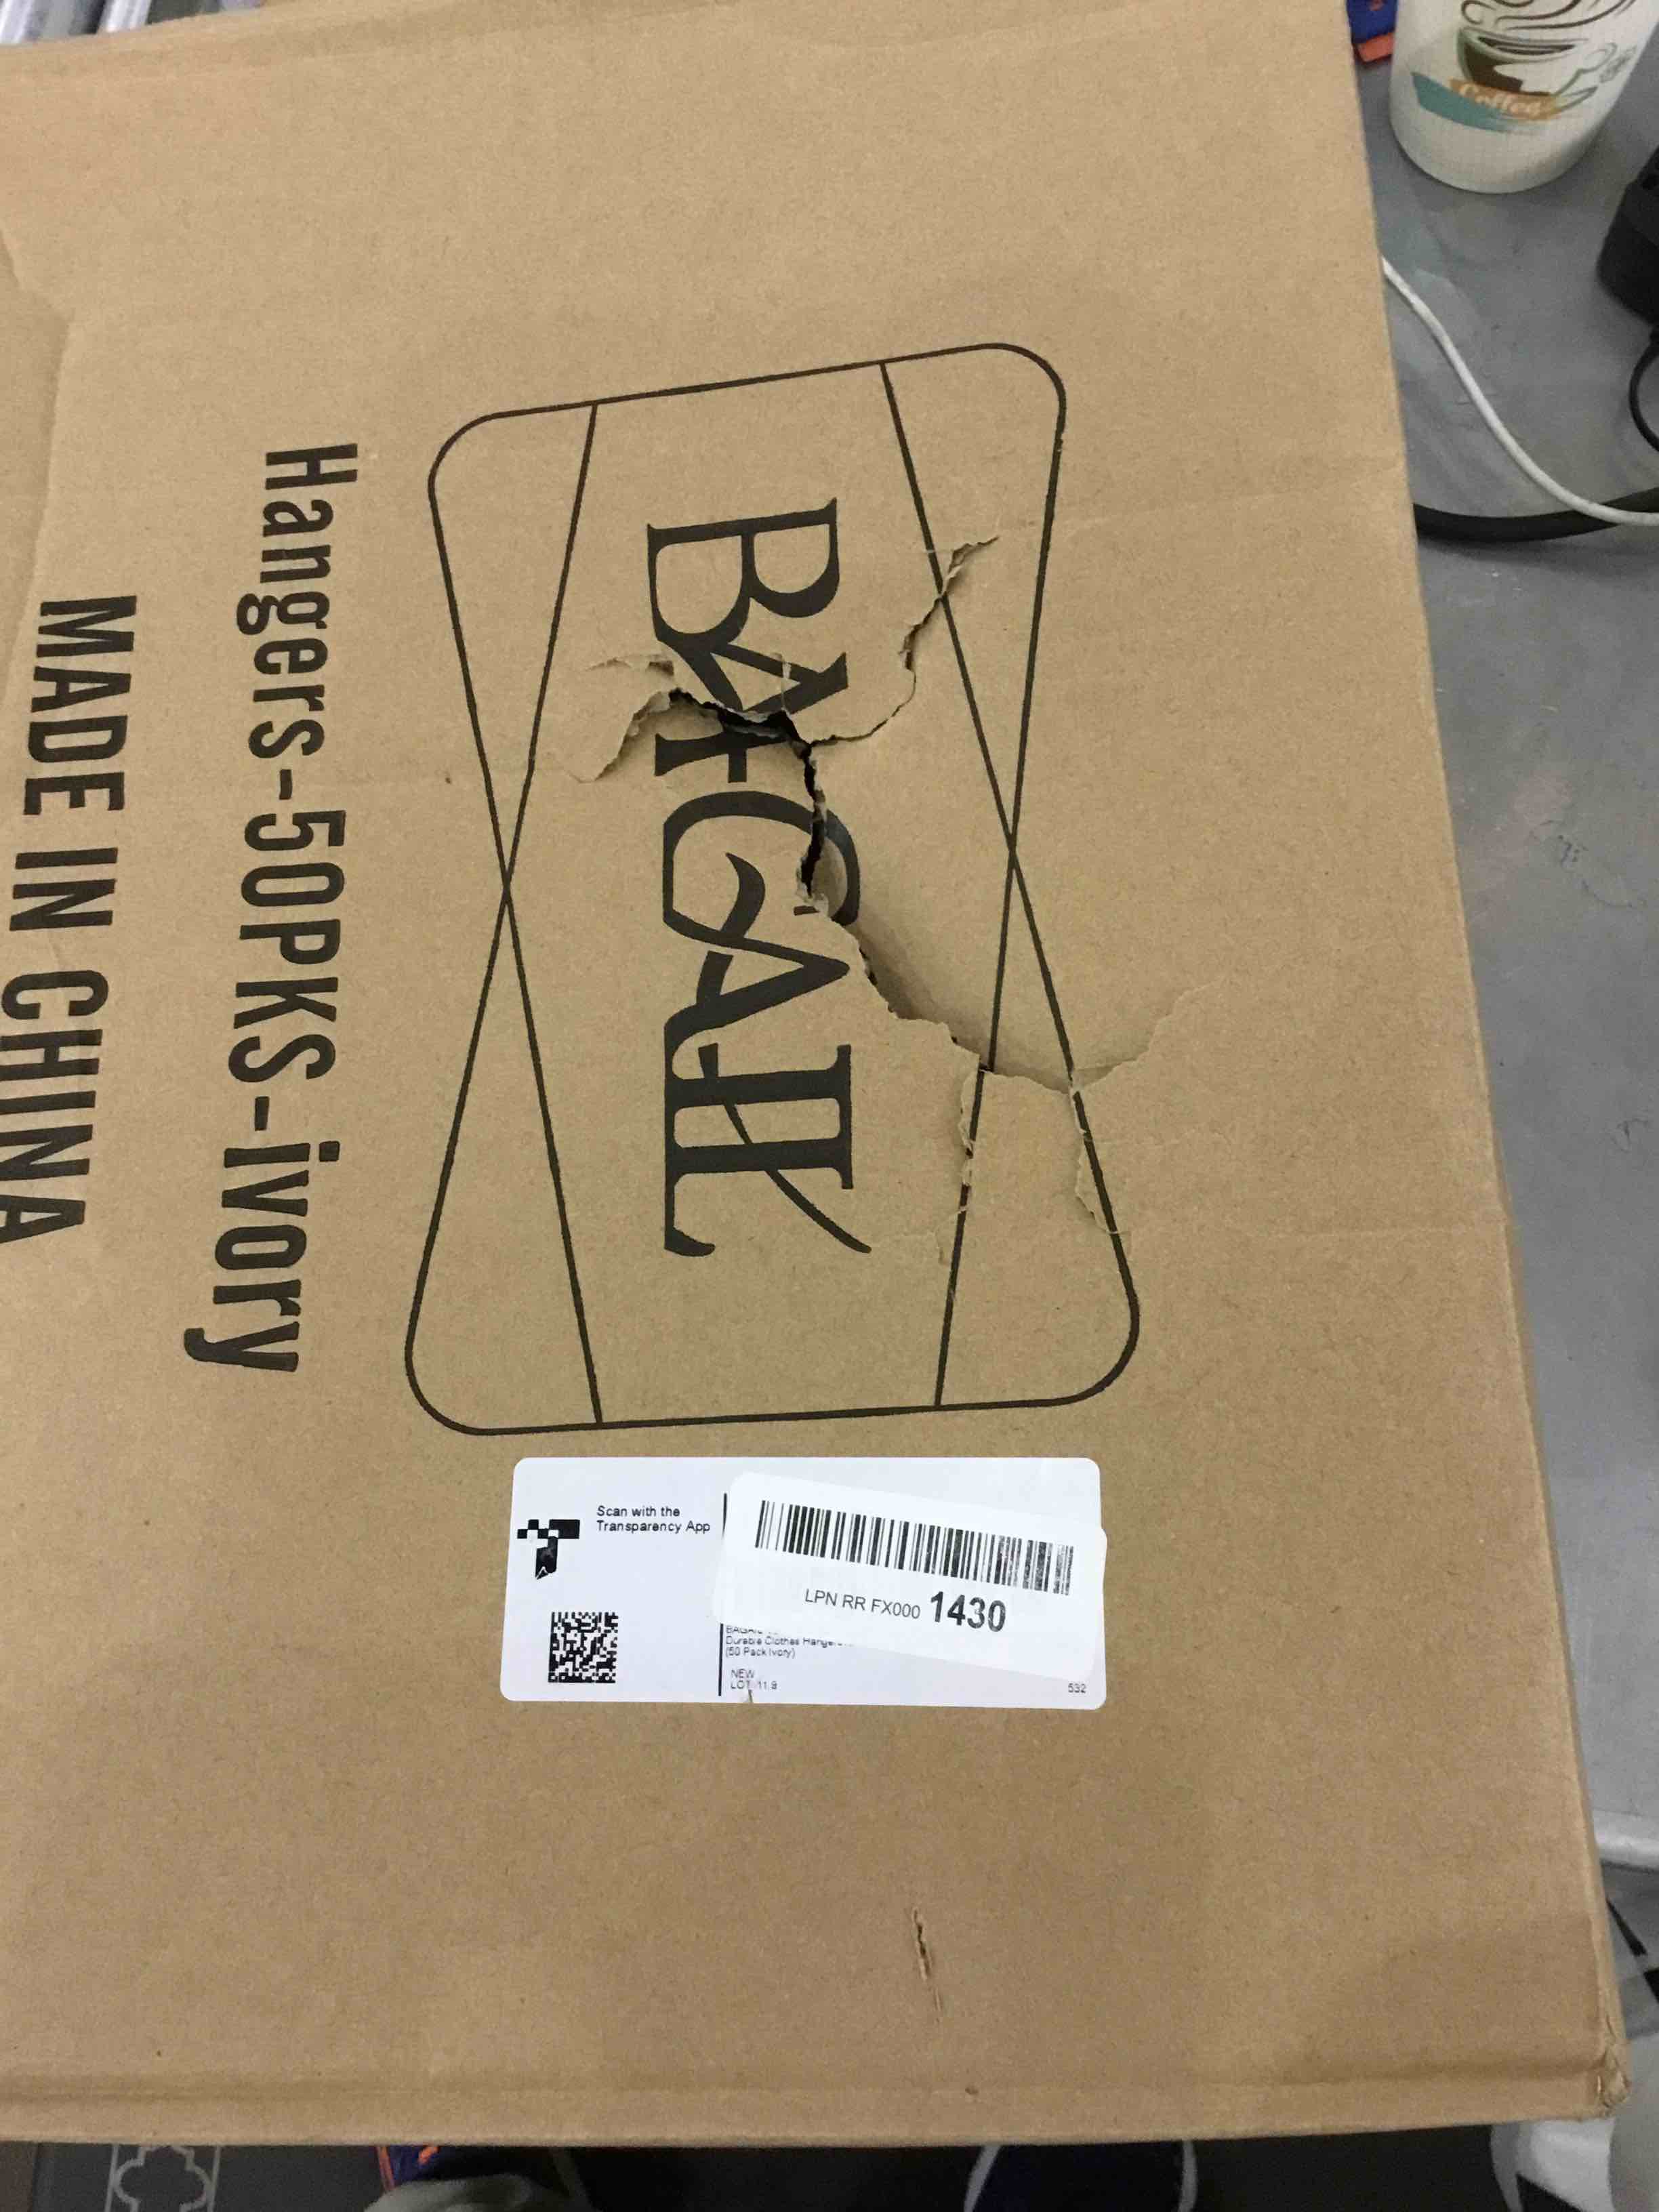 Coffee
BAGAIL
Hangers-50PKS-ivory
MADE IN CHINA
Scan with the
Transparency App
LPN RR FX000 1430
Durable Clothes
(50 Pack Ivory)
NEW
LOT 11.9
532